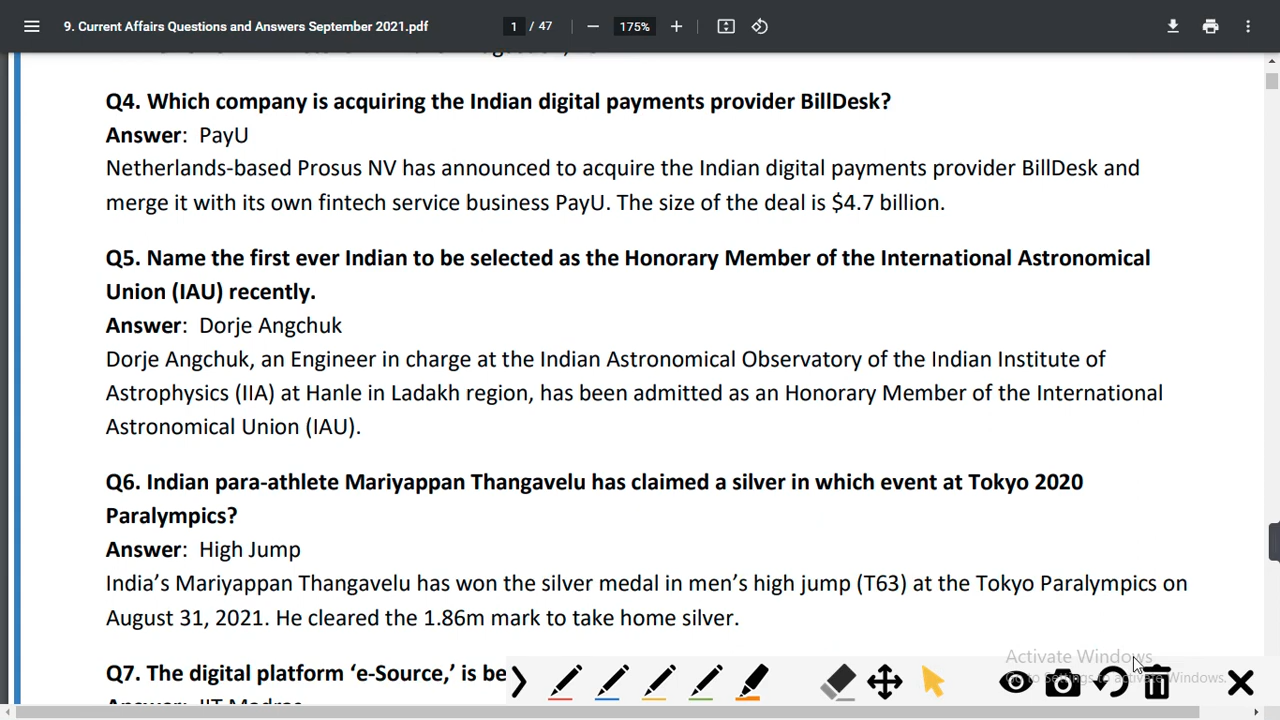 9. Current Affairs Questions and Answers September 2021.pdf
1 / 47
175%
Q4. Which company is acquiring the Indian digital payments provider BillDesk?
Answer: PayU
Netherlands-based Prosus NV has announced to acquire the Indian digital payments provider BillDesk and
merge it with its own fintech service business PayU. The size of the deal is $4.7 billion.
Q5. Name the first ever Indian to be selected as the Honorary Member of the International Astronomical
Union (IAU) recently.
Answer: Dorje Angchuk
Dorje Angchuk, an Engineer in charge at the Indian Astronomical Observatory of the Indian Institute of
Astrophysics (IIA) at Hanle in Ladakh region, has been admitted as an Honorary Member of the International
Astronomical Union (IAU).
Q6. Indian para-athlete Mariyappan Thangavelu has claimed a silver in which event at Tokyo 2020
Paralympics?
Answer: High Jump
India’s Mariyappan Thangavelu has won the silver medal in men’s high jump (T63) at the Tokyo Paralympics on
August 31, 2021. He cleared the 1.86m mark to take home silver.
Q7. The digital platform ‘e-Source,’ is be
Answer: IIT Madras
Activate Windows
Go to Settings to activate Windows.